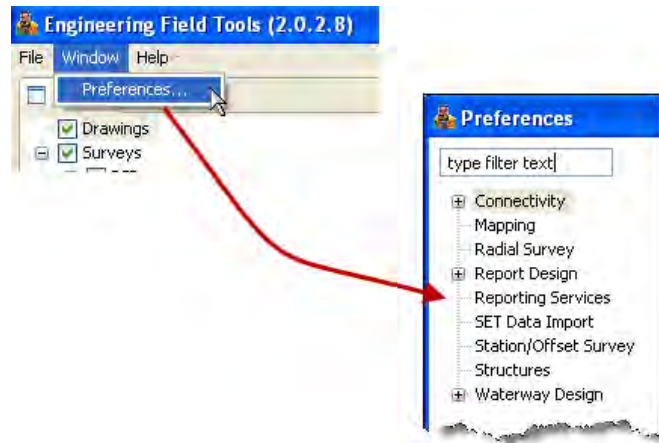 Engineering Field Tools (2.0.2.8)
File Window Help
Preferences...
Drawings
Surveys
Preferences
type filter text
Connectivity
Mapping
Radial Survey
Report Design
Reporting Services
SET Data Import
Station/Offset Survey
Structures
Waterway Design